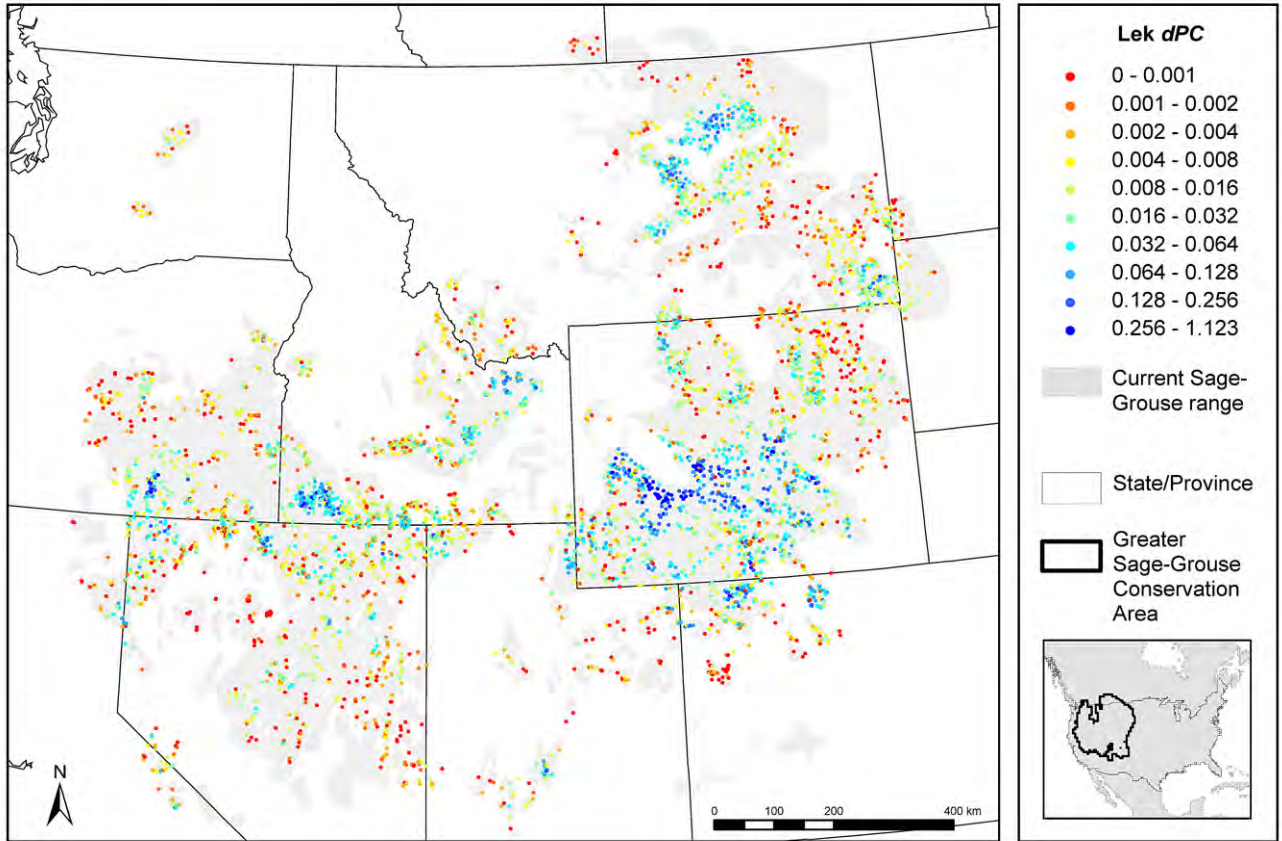 Lek dPC
0 - 0.001
0.001 - 0.002
0.002 - 0.004
0.004 - 0.008
0.008 - 0.016
0.016 - 0.032
0.032 - 0.064
0.064 - 0.128
0.128 - 0.256
0.256 - 1.123
Current Sage-
Grouse range
State/Province
Greater
Sage-Grouse
Conservation
Area
N
0 100 200 400 km